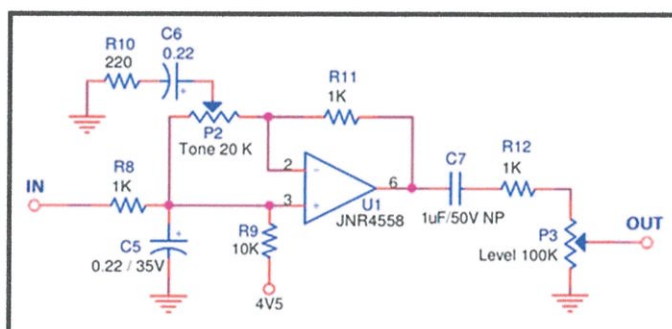 C6
R10
0.22
220
+
R11
1K
P2
Tone 20 K
R8
1K
IN
2
-
3
+
6
U1
JNR4558
C7
1uF/50V NP
R12
1K
P3
Level 100K
OUT
C5
+
0.22 / 35V
R9
10K
4V5